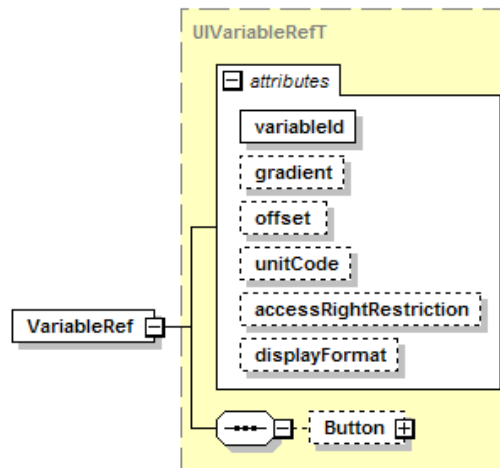 UIVariableRefT
attributes
variableId
gradient
offset
unitCode
accessRightRestriction
displayFormat
VariableRef
Button